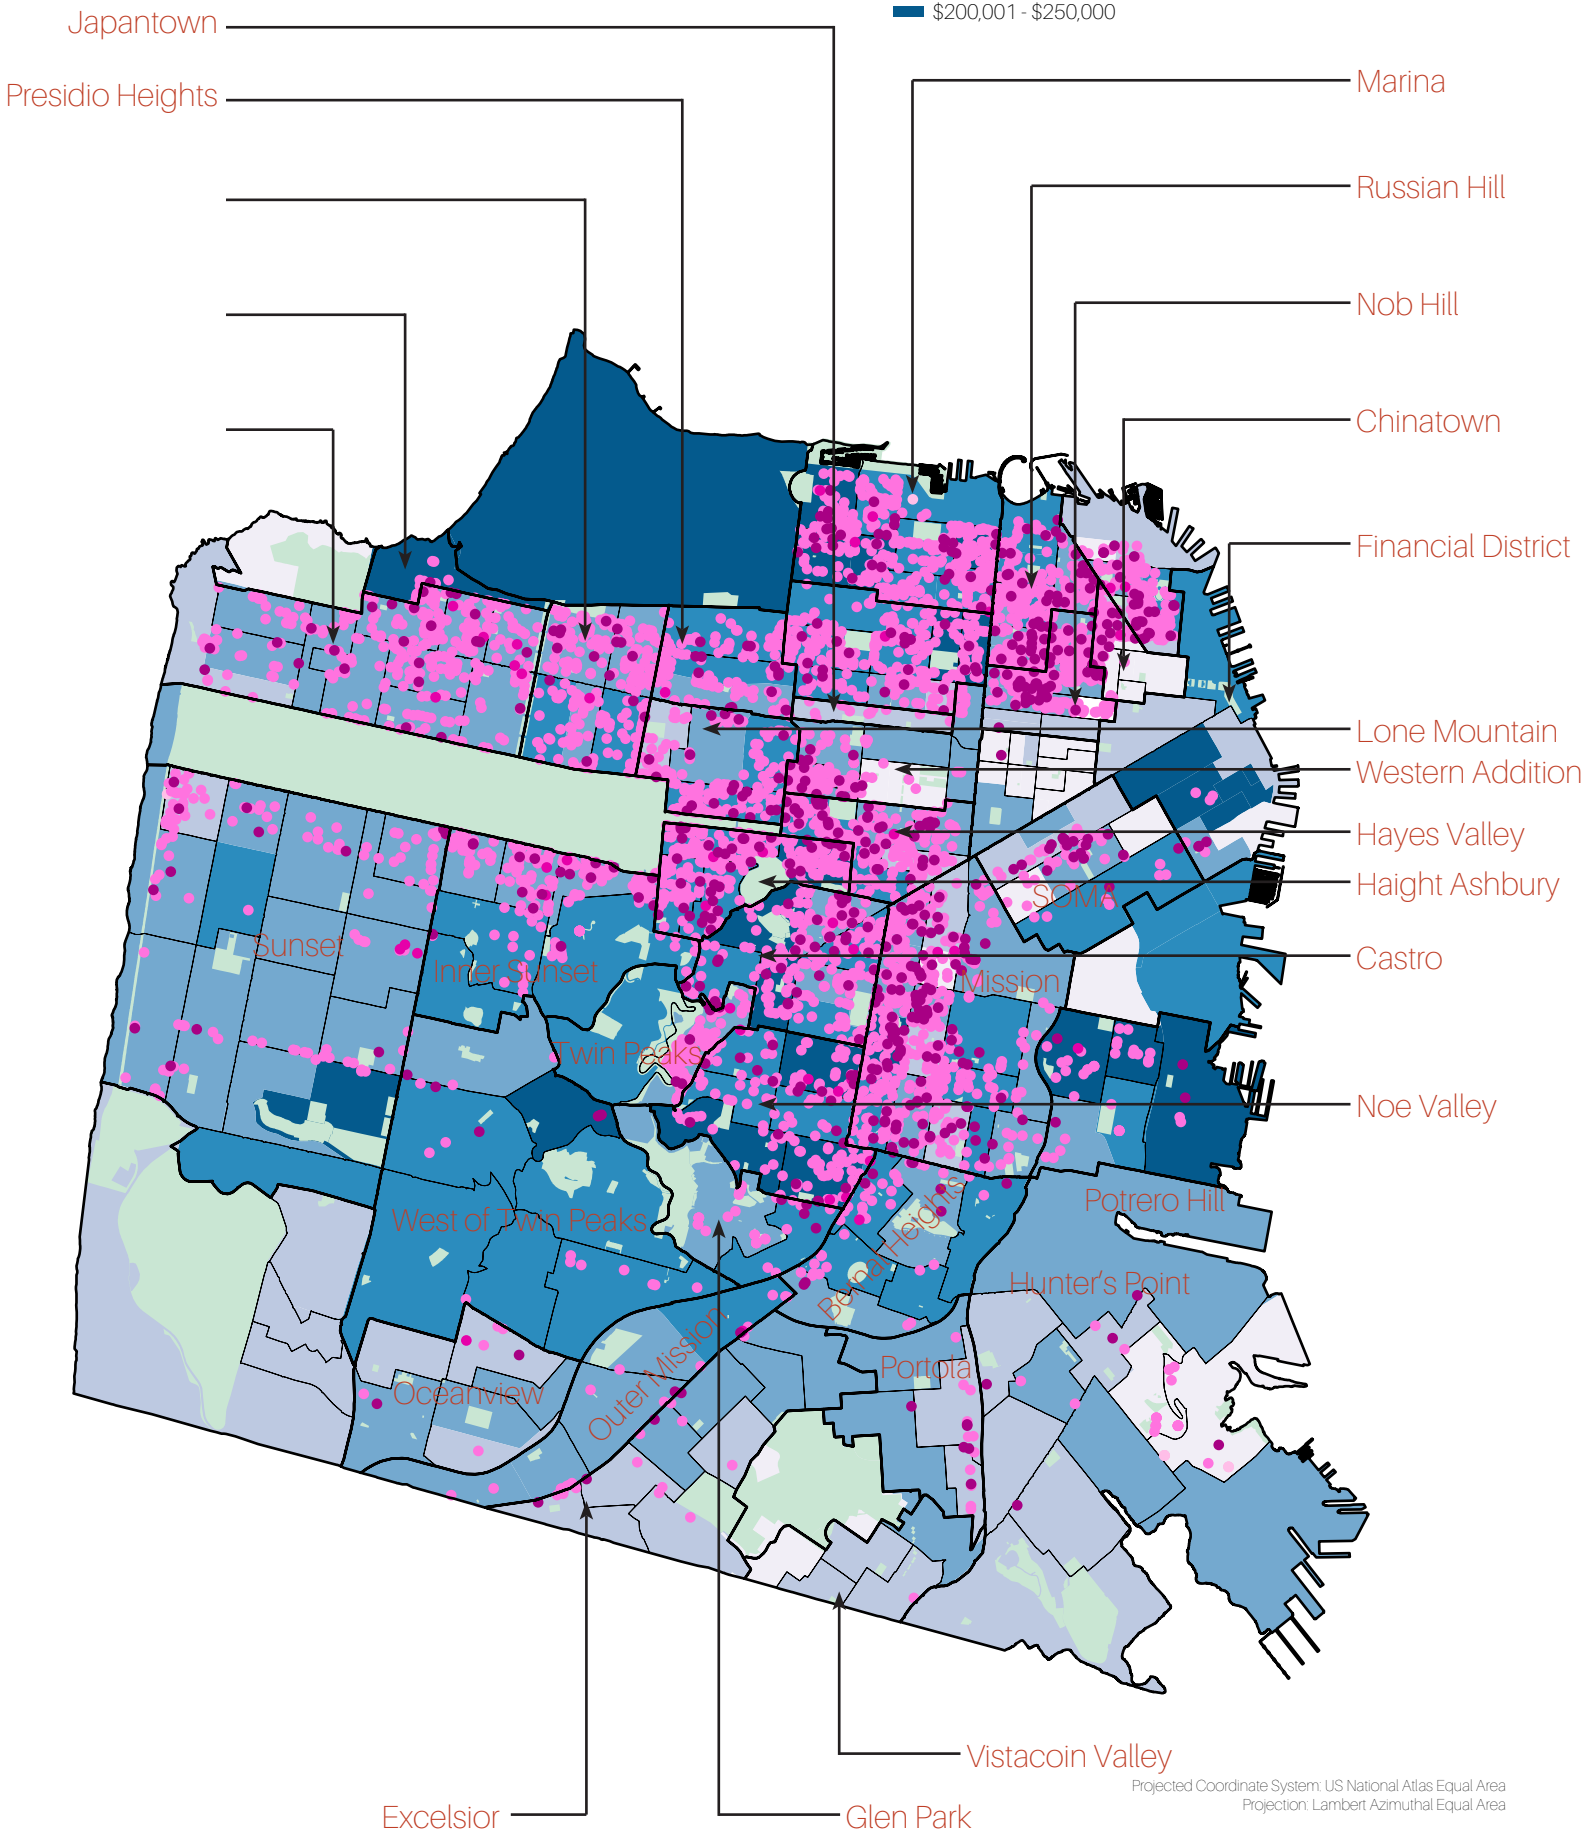 $200,001 - $250,000
Japantown
Marina
Presidio Heights
Russian Hill
Nob Hill
Chinatown
Financial District
Lone Mountain
Western Addition
Hayes Valley
Haight Ashbury
SOMA
Sunset
Castro
Inner Sunset
Mission
Twin Peaks
Noe Valley
Potrero Hill
West of Twin Peaks
Bernal Heights
Hunter's Point
Outer Mission
Portola
Oceanview
Vistacoin Valley
Projected Coordinate System: US National Atlas Equal Area
Projection: Lambert Azimuthal Equal Area
Excelsior
Glen Park